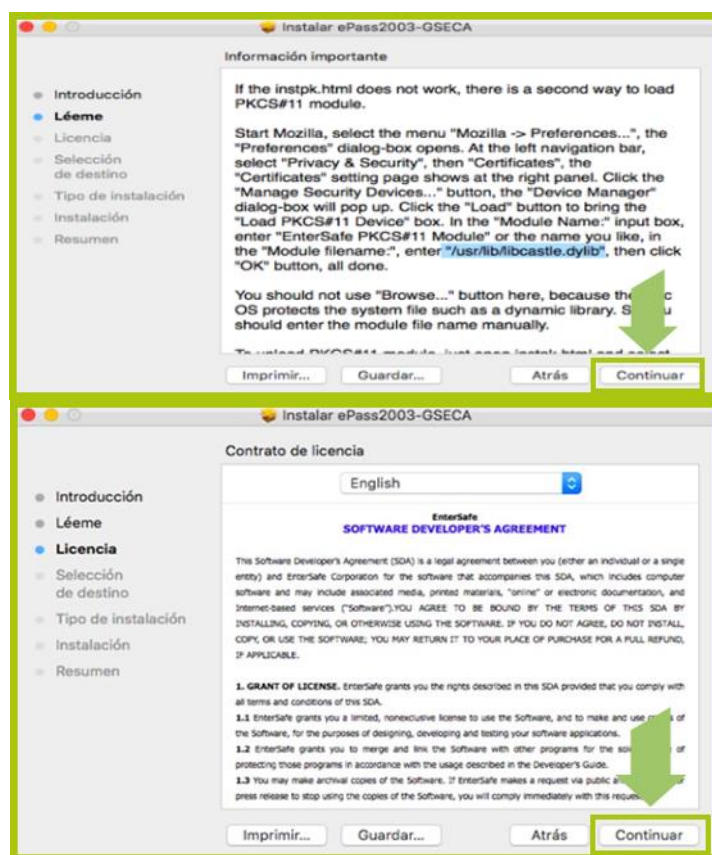 Instalar ePass2003-GSECA
Información importante
Introducción
Léeme
Licencia
Selección
de destino
Tipo de instalación
Instalación
Resumen
If the instpk.html does not work, there is a second way to load
PKCS#11 module.
Start Mozilla, select the menu "Mozilla -> Preferences...", the
"Preferences" dialog-box opens. At the left navigation bar,
select "Privacy & Security", then "Certificates", the
"Certificates" setting page shows at the right panel. Click the
"Manage Security Devices..." button, the "Device Manager"
dialog-box will pop up. Click the "Load" button to bring the
"Load PKCS#11 Device" box. In the "Module Name:" input box,
enter "EnterSafe PKCS#11 Module" or the name you like, in
the "Module filename:", enter "/usr/lib/libcastle.dylib", then click
"OK" button, all done.
You should not use "Browse..." button here, because the
OS protects the system file such as a dynamic library.
should enter the module file name manually.
Imprimir...
Guardar...
Atrás
Continuar
Instalar ePass2003-GSECA
Contrato de licencia
Introducción
Léeme
Licencia
Selección
de destino
Tipo de instalación
Instalación
Resumen
English
EnterSafe
SOFTWARE DEVELOPER'S AGREEMENT
This Software Developer's Agreement (SDA) is a legal agreement between you (either an individual or a single
entity) and EnterSafe Corporation for the software that accompanies this SDA, which includes computer
software and may include associated media, printed materials, "online" or electronic documentation, and
Internet-based services ("Software").YOU AGREE TO BE BOUND BY THE TERMS OF THIS SDA BY
INSTALLING, COPYING, OR OTHERWISE USING THE SOFTWARE. IF YOU DO NOT AGREE, DO NOT INSTALL,
COPY, OR USE THE SOFTWARE; YOU MAY RETURN IT TO YOUR PLACE OF PURCHASE FOR A FULL REFUND,
IF APPLICABLE.
1. GRANT OF LICENSE. EnterSafe grants you the rights described in this SDA provided that you comply with
all terms and conditions of this SDA.
1.1 EnterSafe grants you a limited, nonexclusive license to use the Software, and to make and use of
the Software, for the purposes of designing, developing and testing your software applications.
1.2 EnterSafe grants you to merge and link the Software with other programs for the of
protecting those programs in accordance with the usage described in the Developer's Guide.
1.3 You may make archival copies of the Software. If EnterSafe makes a request via public or
press release to stop using the copies of the Software, you will comply immediately with this
Imprimir...
Guardar...
Atrás
Continuar